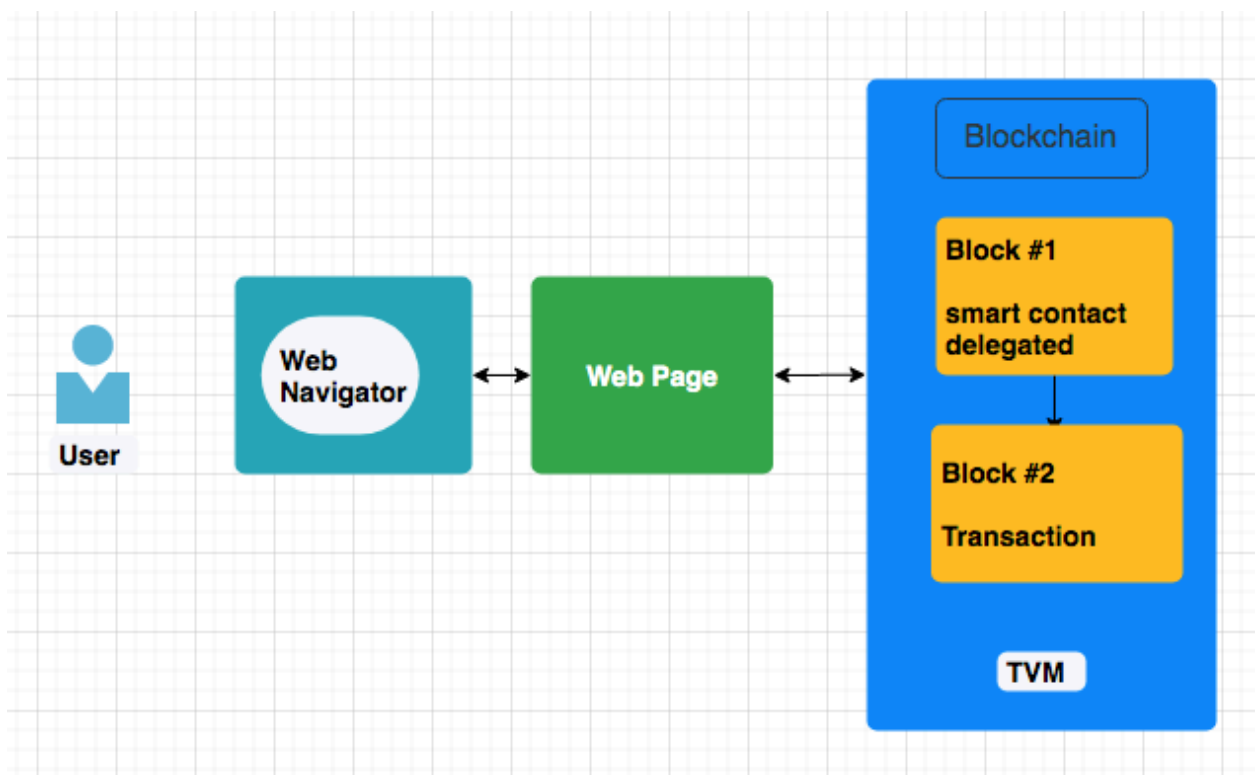 User
Web
Navigator
Web Page
Blockchain
Block #1
smart contact
delegated
Block #2
Transaction
TVM